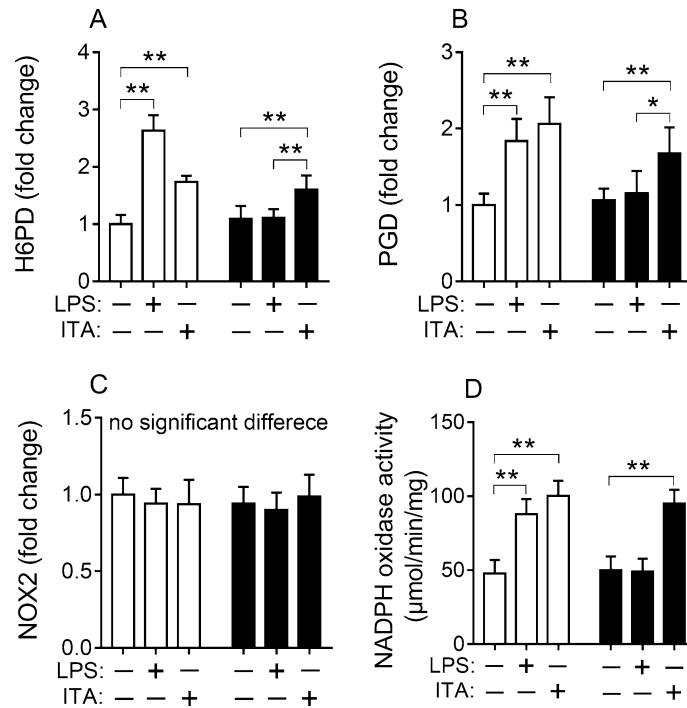 A
H6PD (fold change)
4
3
2
1
0
** **
** **
LPS: — + — — + —
ITA: — — + — — +
B
PGD (fold change)
3
2
1
0
** **
** *
LPS: — + — — + —
ITA: — — + — — +
C
NOX2 (fold change)
1.5
1.0
0.5
0.0
no significant differece
LPS: — + — — + —
ITA: — — + — — +
D
NADPH oxidase activity
(μmol/min/mg)
150
100
50
0
** **
**
LPS: — + — — + —
ITA: — — + — — +